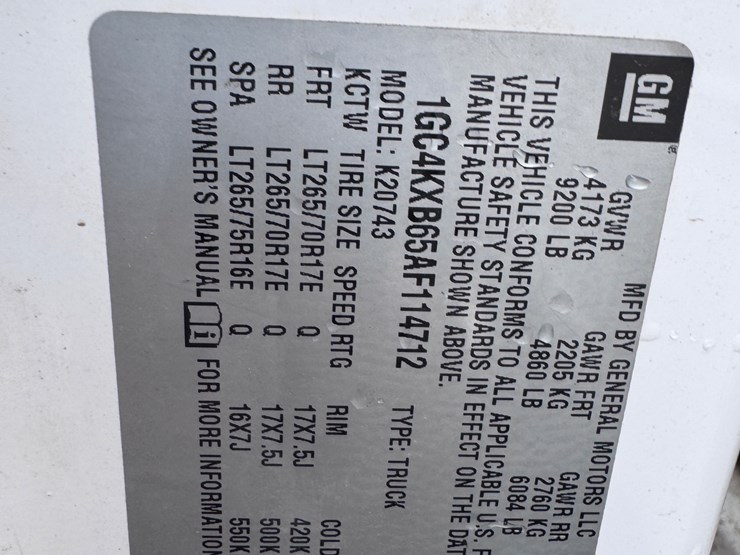 GM
MFD BY GENERAL MOTORS LLC
GVWR GAWR FRT GAWR RR
4173 KG 2205 KG 2760 KG
9200 LB 4860 LB 6084 LB
THIS VEHICLE CONFORMS TO ALL APPLICABLE U.S. F
VEHICLE SAFETY STANDARDS IN EFFECT ON THE DAT
MANUFACTURE SHOWN ABOVE.
1GC4KXB65AF114712 TYPE: TRUCK
MODEL: K20743
KCTW TIRE SIZE SPEED RTG RIM COLD
FRT LT265/70R17E Q 17X7.5J 420K
RR LT265/70R17E Q 17X7.5J 500K
SPA LT265/75R16E Q 16X7J 550K
SEE OWNER'S MANUAL i FOR MORE INFORMATION